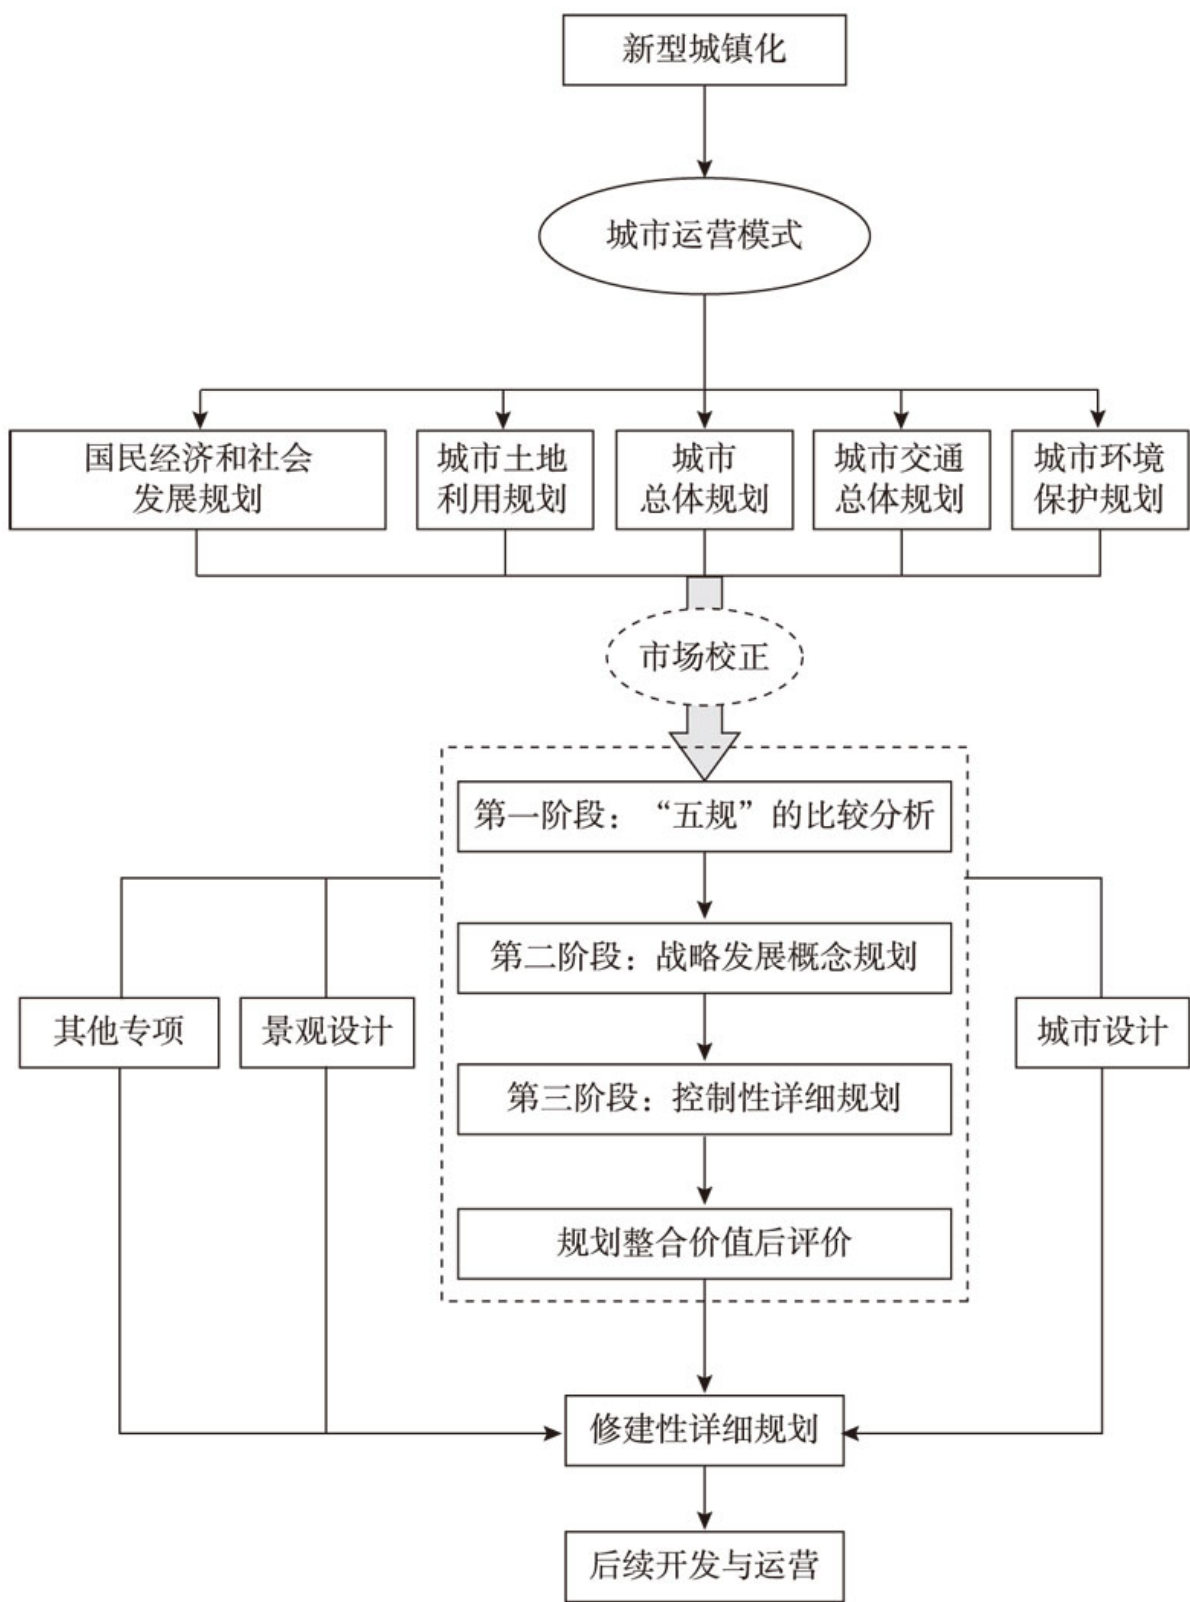 新型城镇化
城市运营模式
国民经济和社会
发展规划
城市土地
利用规划
城市
总体规划
城市交通
总体规划
城市环境
保护规划
市场校正
第一阶段：“五规”的比较分析
第二阶段：战略发展概念规划
其他专项
景观设计
城市设计
第三阶段：控制性详细规划
规划整合价值后评价
修建性详细规划
后续开发与运营